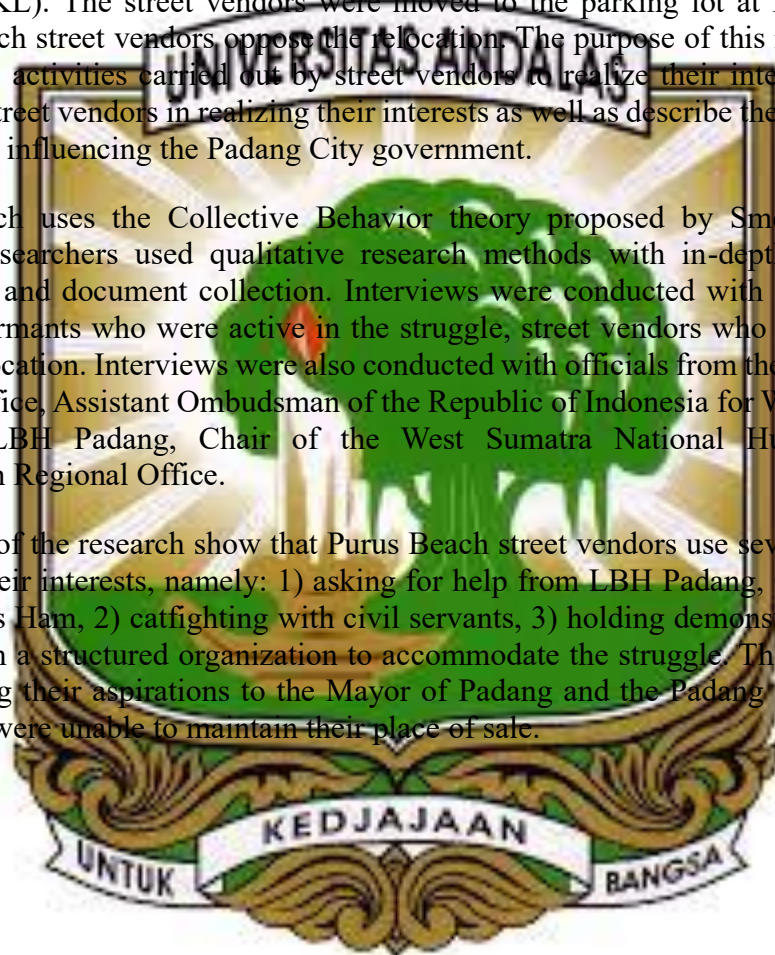 KL). The street vendors were moved to the parking lot at
ch street vendors oppose the relocation. The purpose of this
UNIVERSITAS ANDALAS
activities carried out by street vendors to realize their inte
treet vendors in realizing their interests as well as describe the
influencing the Padang City government.
ch uses the Collective Behavior theory proposed by Sm
searchers used qualitative research methods with in-dept
and document collection. Interviews were conducted with
rmants who were active in the struggle, street vendors who
ocation. Interviews were also conducted with officials from the
fice, Assistant Ombudsman of the Republic of Indonesia for W
LBH Padang, Chair of the West Sumatra National H
n Regional Office.
of the research show that Purus Beach street vendors use sev
eir interests, namely: 1) asking for help from LBH Padang,
s Ham, 2) catfighting with civil servants, 3) holding demons
n a structured organization to accommodate the struggle. Th
g their aspirations to the Mayor of Padang and the Padang
were unable to maintain their place of sale.
UNTUK KEDJAJAAN BANGSA